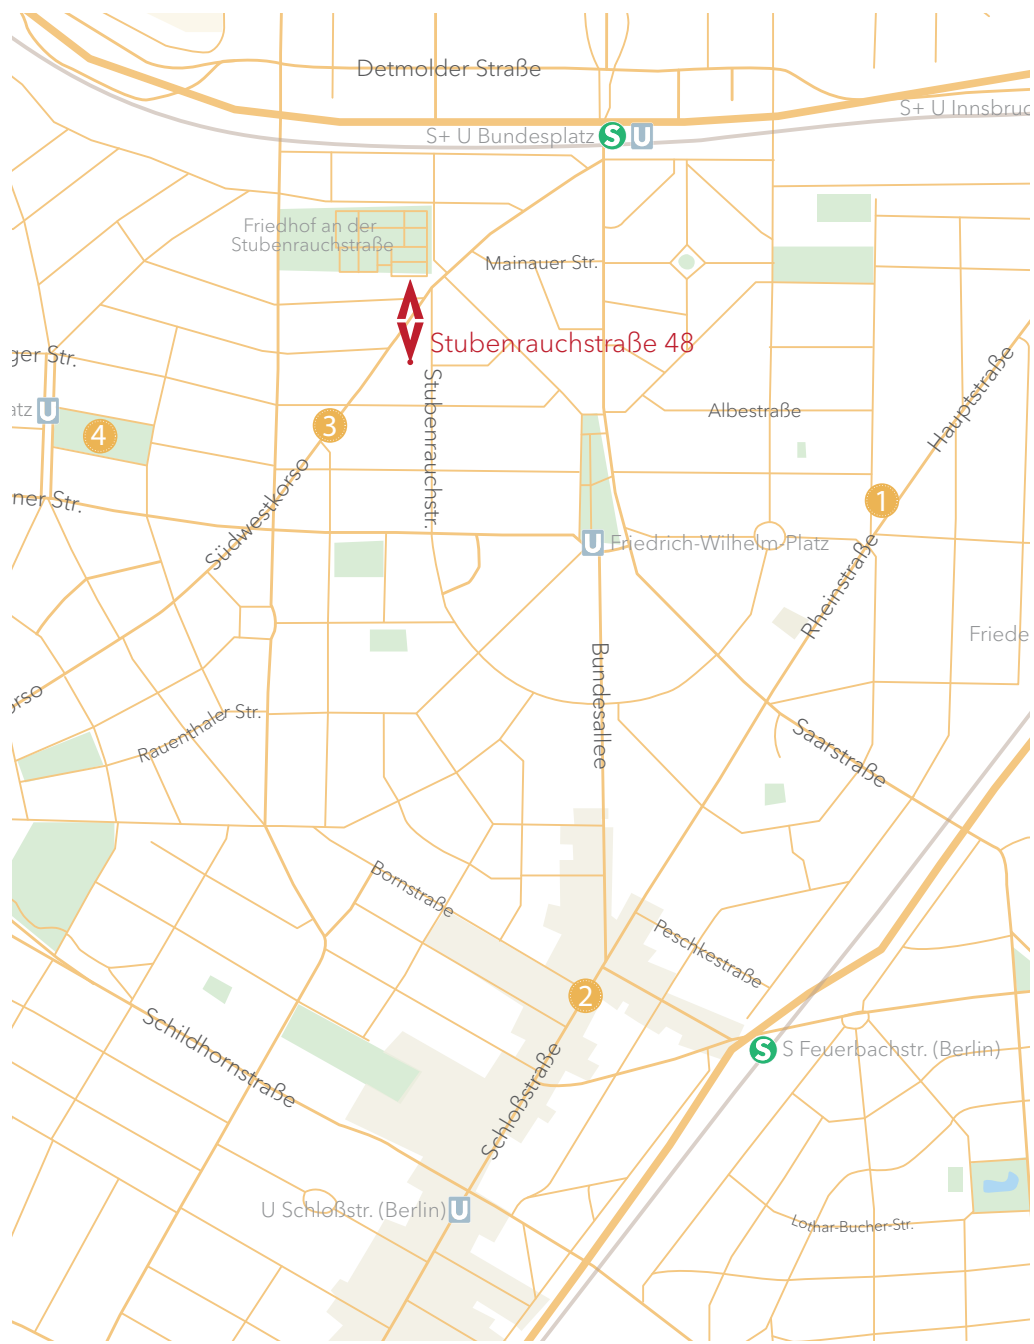 Detmolder Straße
S+ U Innsbruc
S+ U Bundesplatz S U
Friedhof an der
Stubenrauchstraße
Mainauer Str.
Stubenrauchstraße 48
ger Str.
Hauptstraße
Stubenrauchstr.
atz U
Albestraße
3
4
Südwestkorso
ner Str.
1
U Friedrich-Wilhelm-Platz
Rheinstraße
Friede
Bundesallee
orso
Rauenthaler Str.
Saarstraße
Bornstraße
Peschkestraße
2
Schildhornstraße
S S Feuerbachstr. (Berlin)
Schloßstraße
U Schloßstr. (Berlin) U
Lothar-Bucher-Str.